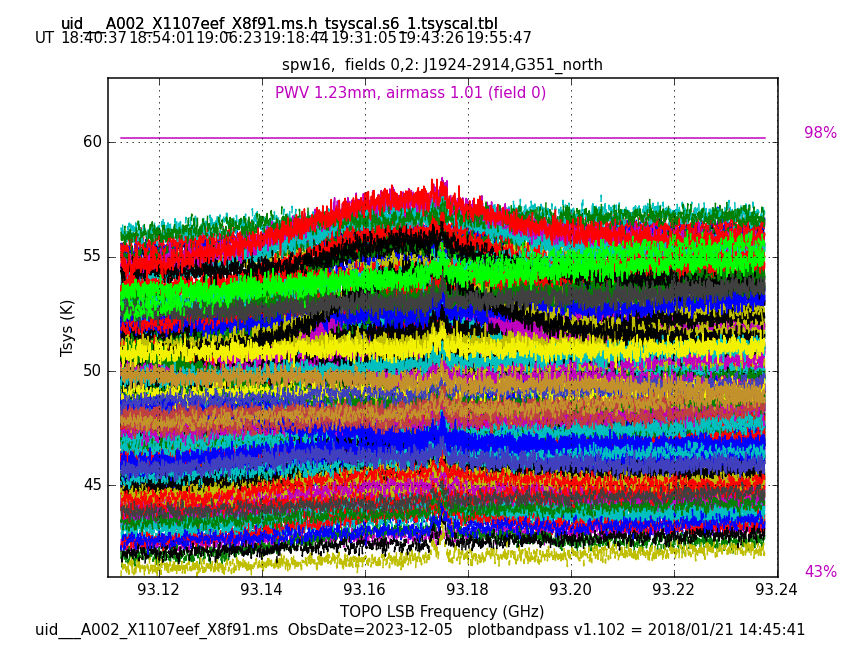 uid___A002_X1107eef_X8f91.ms.h_tsyscal.s6_1.tsyscal.tbl
UT 18:40:37 18:54:01 19:06:23 19:18:44 19:31:05 19:43:26 19:55:47
spw16,  fields 0,2: J1924-2914,G351_north
PWV 1.23mm, airmass 1.01 (field 0)
98%
60
55
50
45
Tsys (K)
43%
93.12 93.14 93.16 93.18 93.20 93.22 93.24
TOPO LSB Frequency (GHz)
uid___A002_X1107eef_X8f91.ms  ObsDate=2023-12-05   plotbandpass v1.102 = 2018/01/21 14:45:41